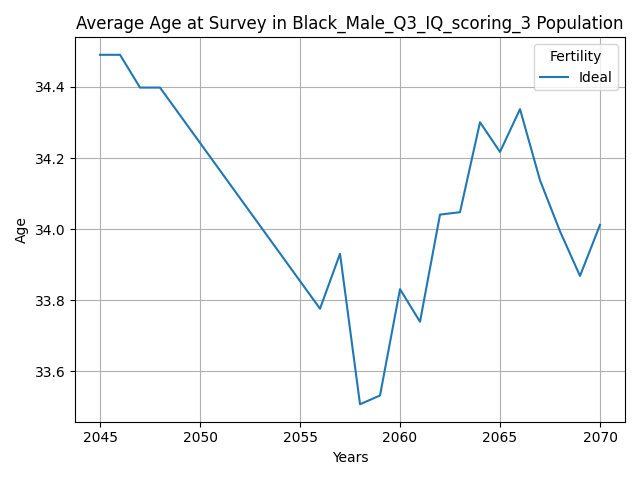 Average Age at Survey in Black_Male_Q3_IQ_scoring_3 Population
Fertility
Ideal
34.4
34.2
34.0
33.8
33.6
Age
2045 2050 2055 2060 2065 2070
Years